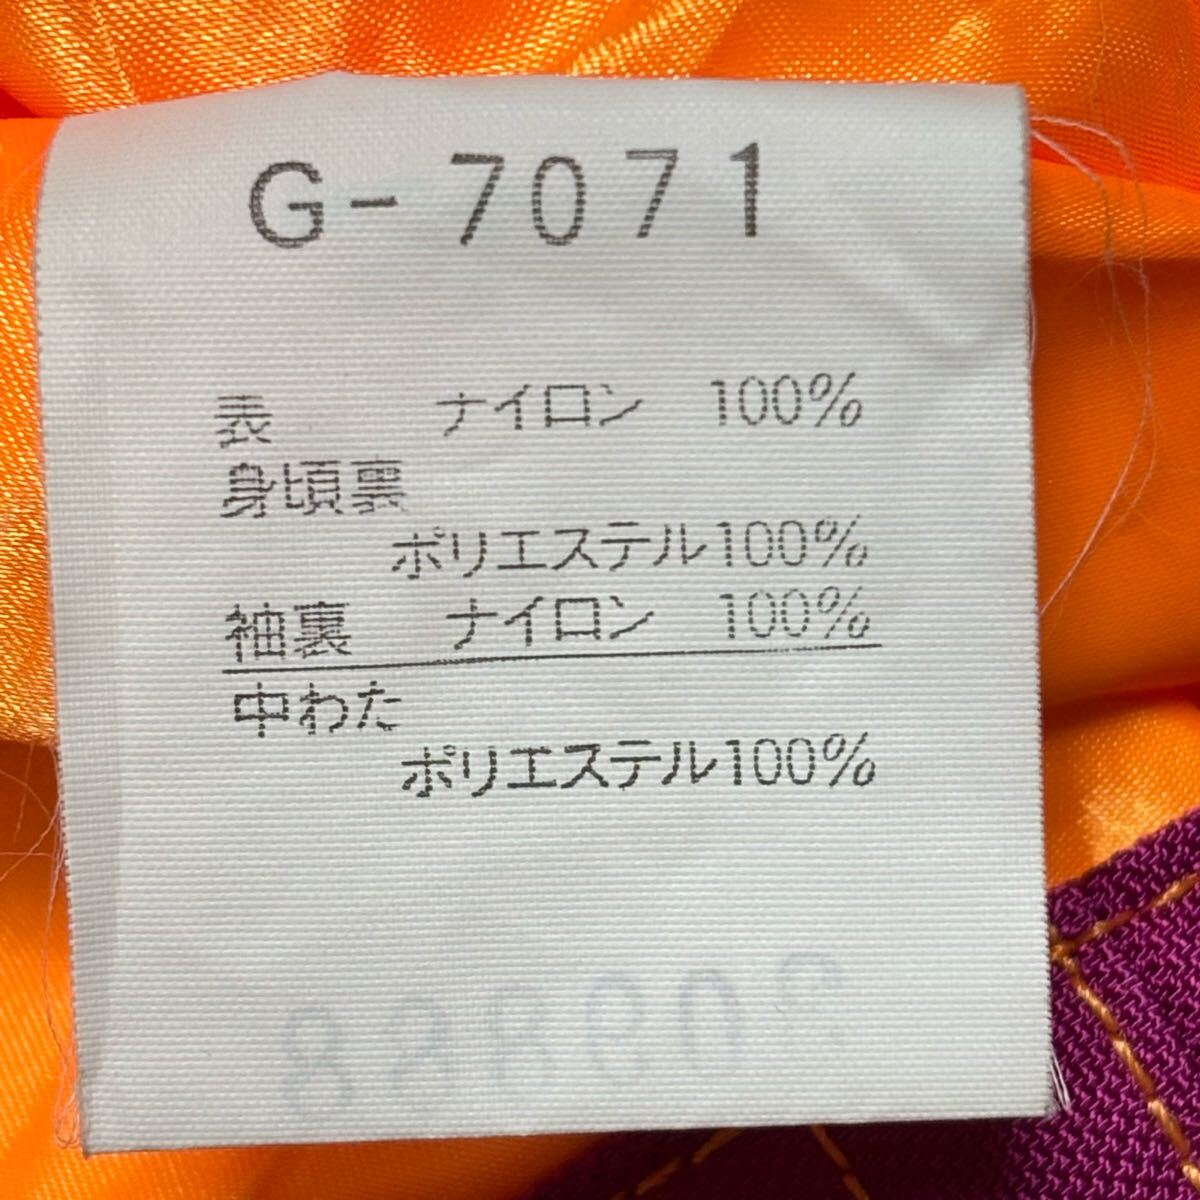 G-7071
表 ナイロン 100%
身頃裏
ポリエステル100%
袖裏 ナイロン 100%
中わた
ポリエステル100%